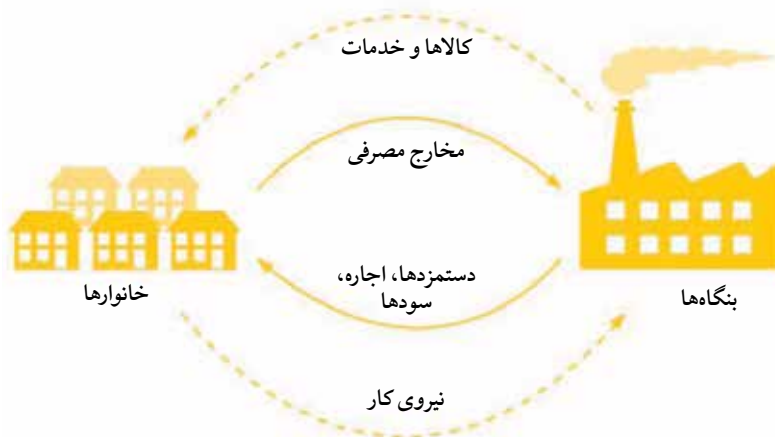 کالاها و خدمات
مخارج مصرفی
دستمزدها، اجاره،
سودها
خانوارها
بنگاه‌ها
نیروی کار